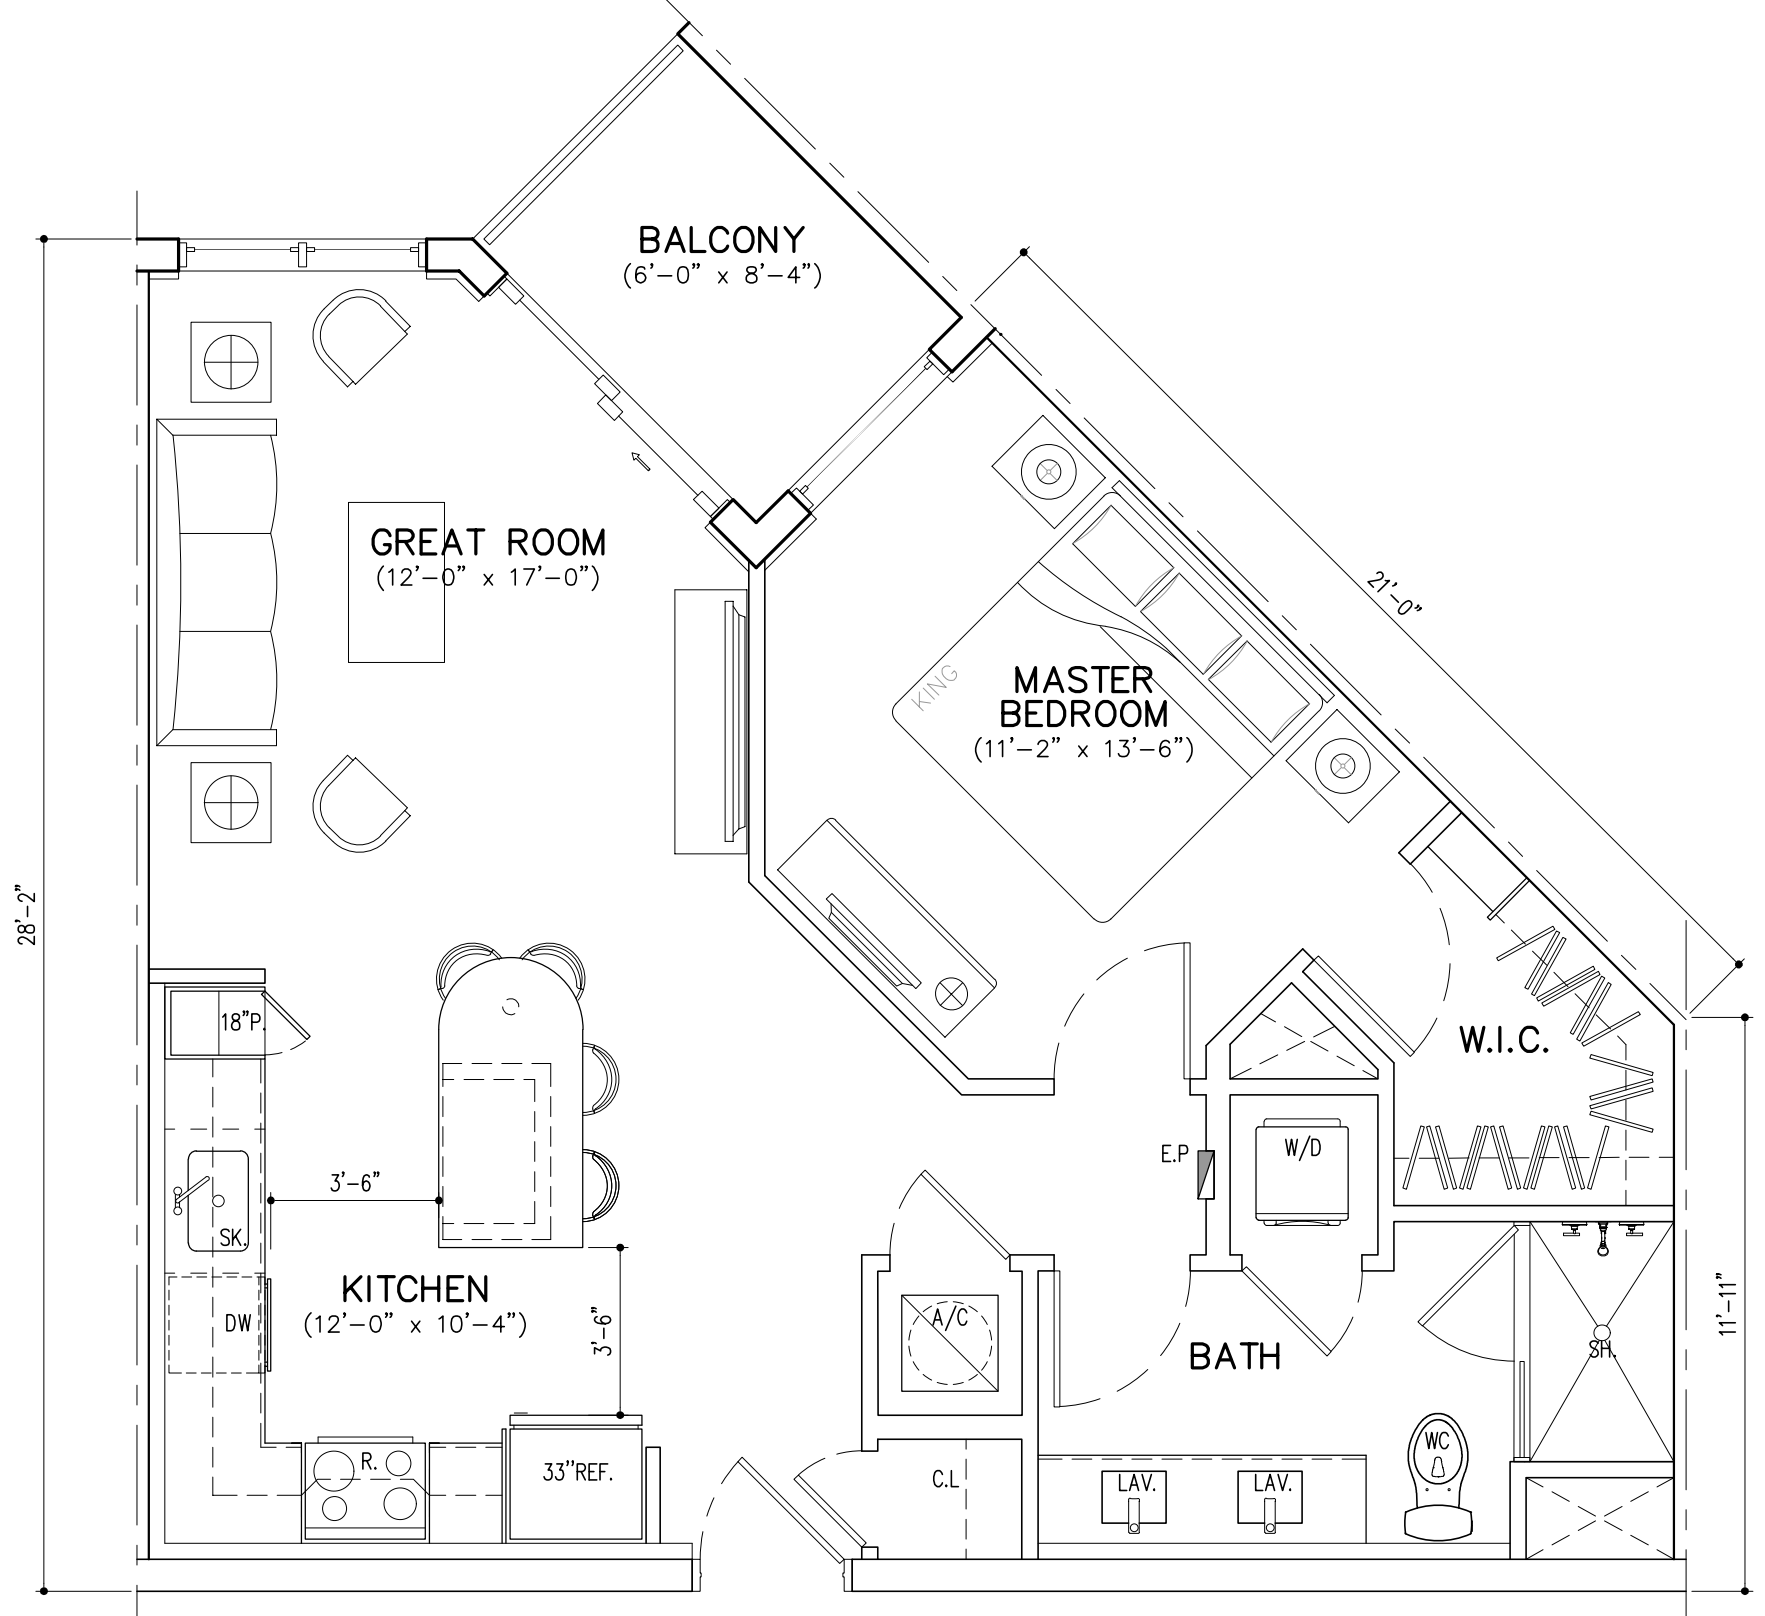 BALCONY
(6'-0" x 8'-4")
GREAT ROOM
(12'-0" x 17'-0")
21'-0"
KING
MASTER
BEDROOM
(11'-2" x 13'-6")
28'-2"
18"P.
W.I.C.
E.P
W/D
3'-6"
SK.
KITCHEN
(12'-0" x 10'-4")
DW
3'-6"
A/C
BATH
SH.
11'-11"
R.
33"REF.
C.L
LAV.
LAV.
WC